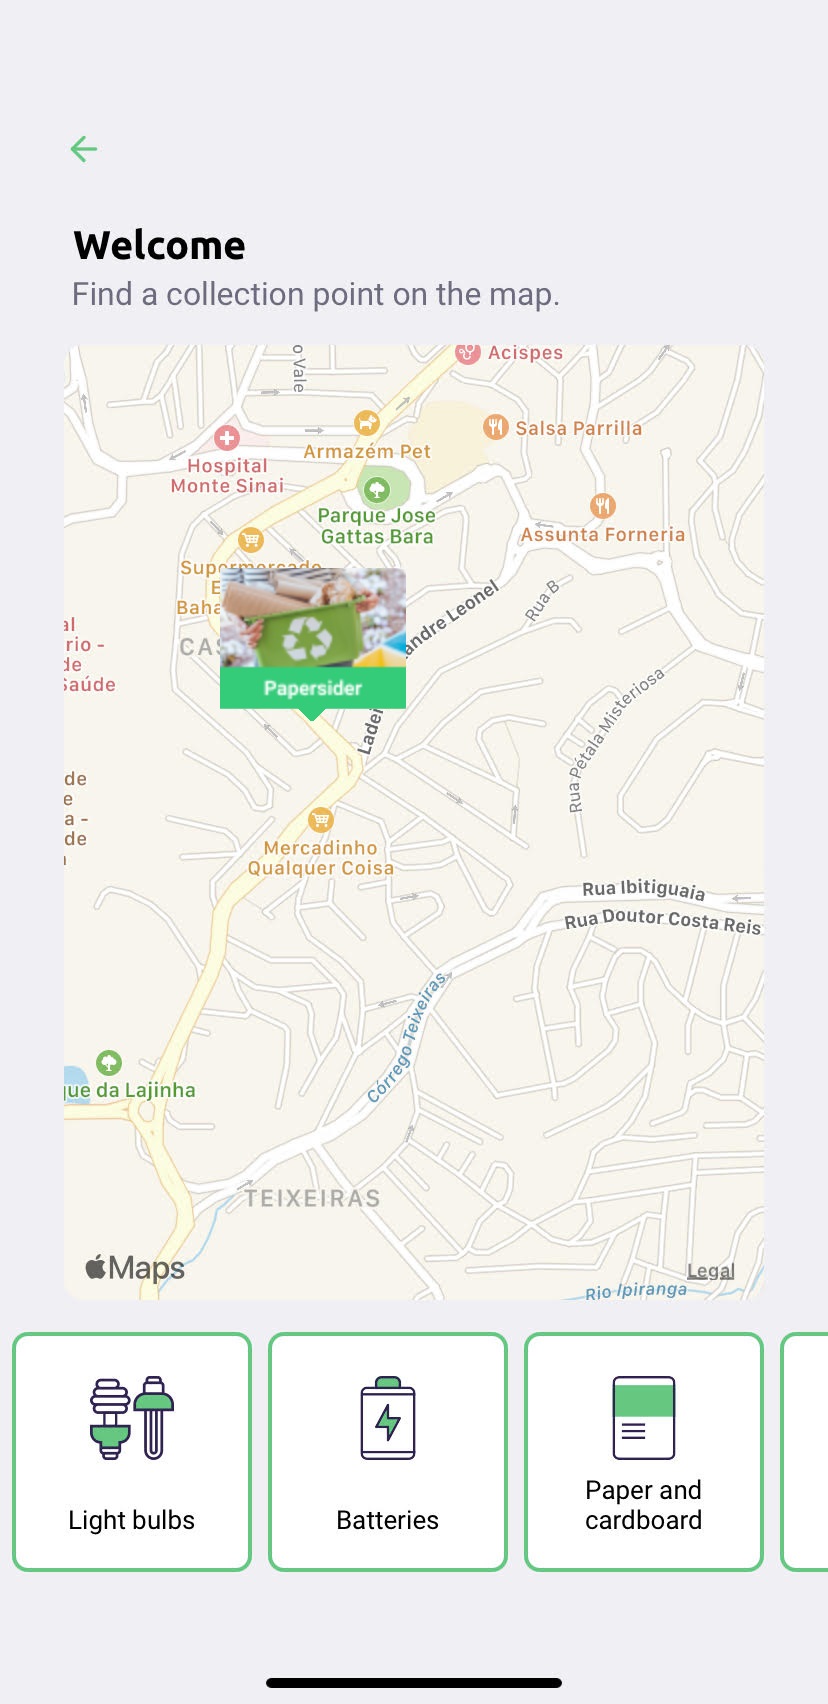 Welcome
Find a collection point on the map.
o Vale
Acispes
Armazém Pet
Salsa Parrilla
Hospital
Monte Sinai
Parque Jose
Gattas Bara
Assunta Forneria
Supermercado
Baha
CAS
andre Leonel
Rua B
al
rio -
de
Saúde
Papersider
Ladei
Rua Pétala Misteriosa
de
e
a -
de
Mercadinho
Qualquer Coisa
Rua Ibitiguaia
Rua Doutor Costa Reis
Córrego Teixeiras
que da Lajinha
TEIXEIRAS
Maps
Legal
Rio Ipiranga
Light bulbs
Batteries
Paper and
cardboard